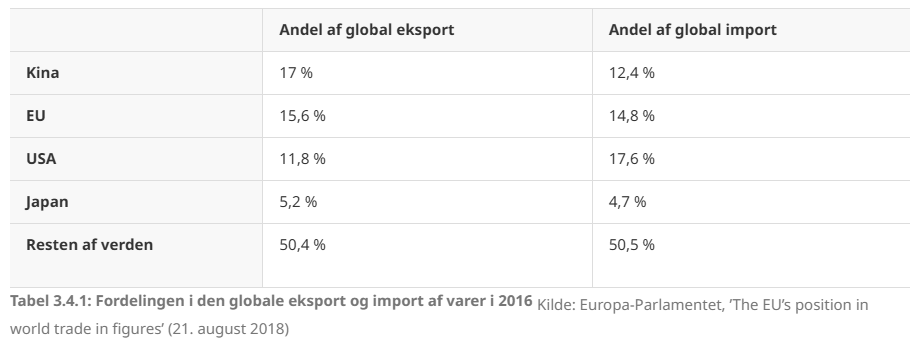 Andel af global eksport Andel af global import
Kina 17 % 12,4 %
EU 15,6 % 14,8 %
USA 11,8 % 17,6 %
Japan 5,2 % 4,7 %
Resten af verden 50,4 % 50,5 %
Tabel 3.4.1: Fordelingen i den globale eksport og import af varer i 2016 Kilde: Europa-Parlamentet, ’The EU’s position in
world trade in figures’ (21. august 2018)